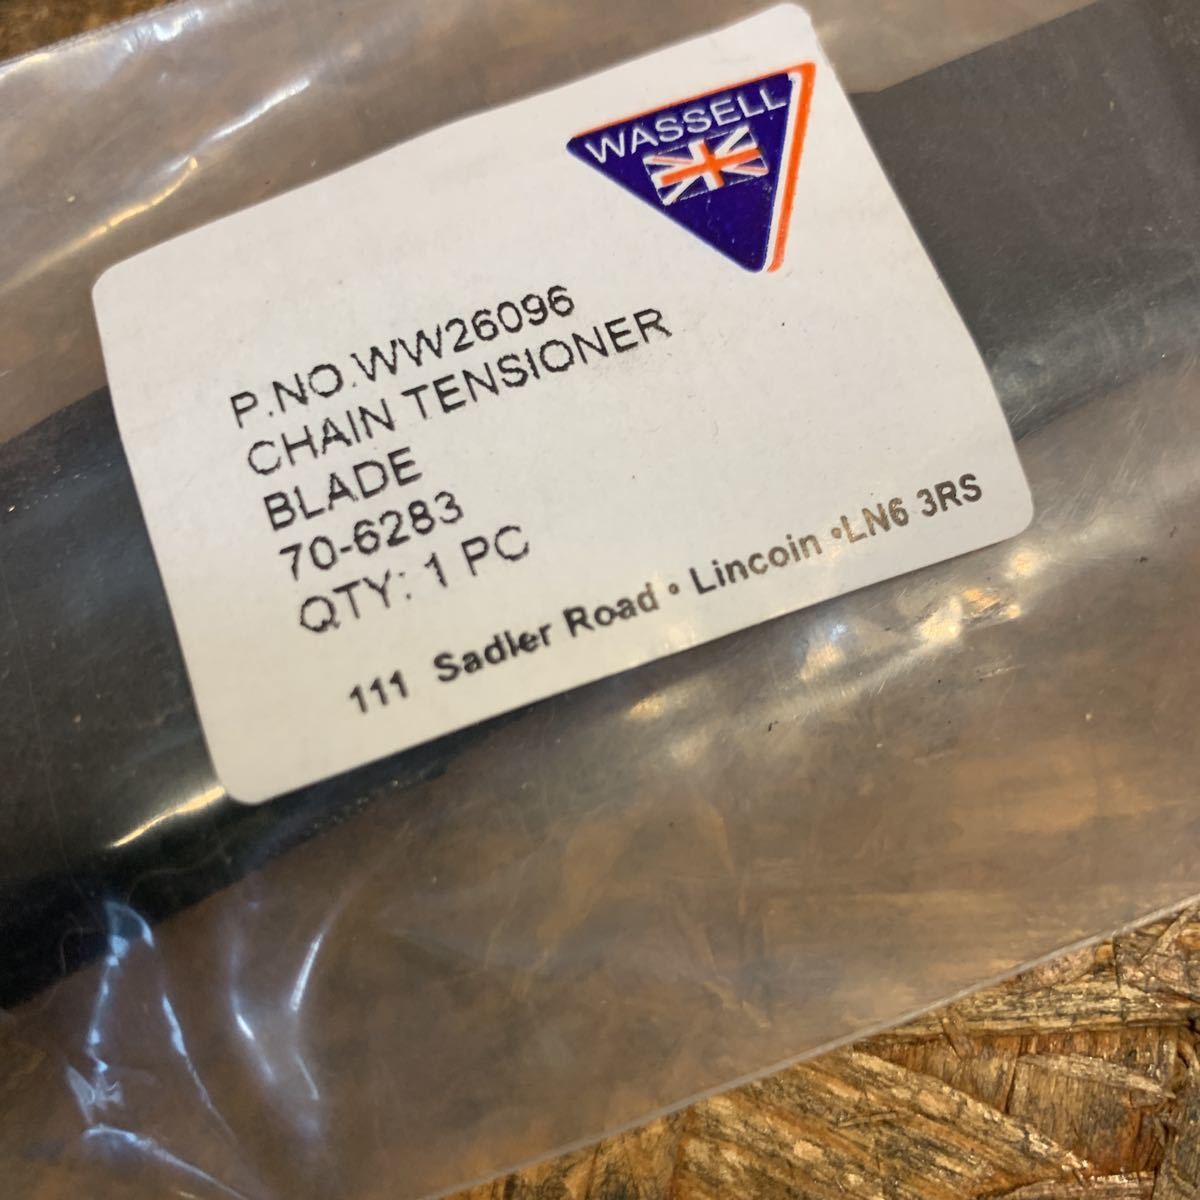 WASSELL
P.NO.WW26096
CHAIN TENSIONER
BLADE
70-6283
QTY: 1 PC
111 Sadler Road • Lincoin •LN6 3RS